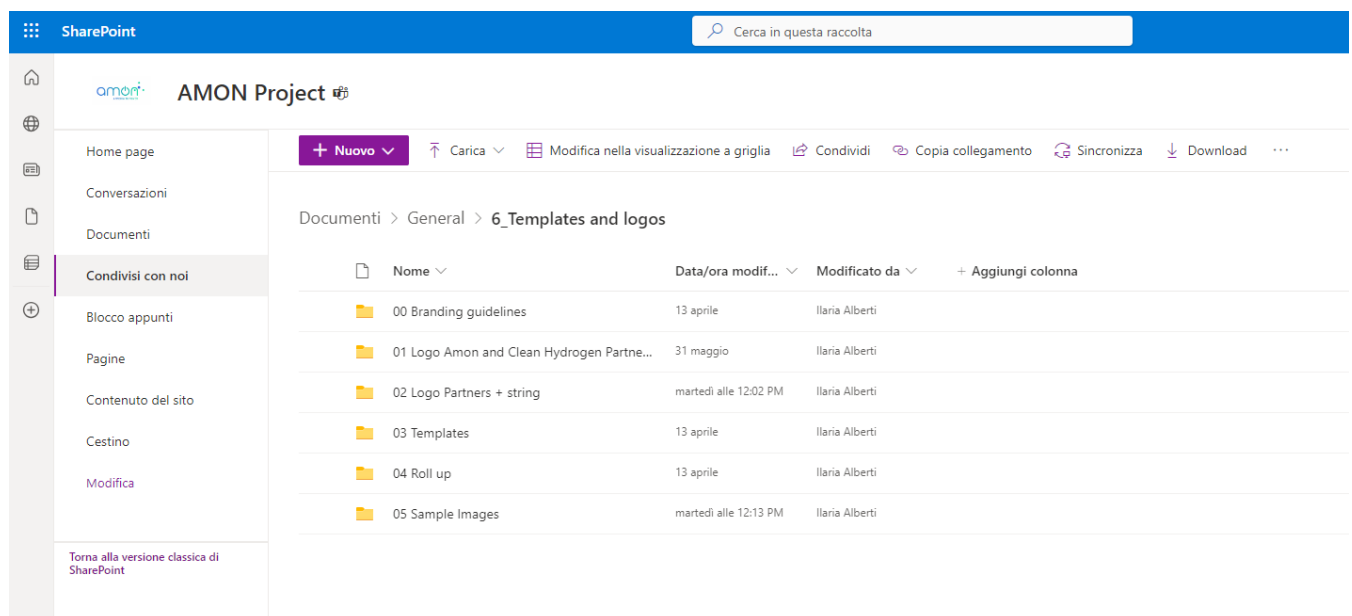 SharePoint
Cerca in questa raccolta
amon
AMON Project
Home page
Conversazioni
Documenti
Condivisi con noi
Blocco appunti
Pagine
Contenuto del sito
Cestino
Modifica
Torna alla versione classica di
SharePoint
+ Nuovo Carica Modifica nella visualizzazione a griglia Condividi Copia collegamento Sincronizza Download ...
Documenti > General > 6_Templates and logos
Nome Data/ora modif... Modificato da + Aggiungi colonna
00 Branding guidelines 13 aprile Ilaria Alberti
01 Logo Amon and Clean Hydrogen Partne... 31 maggio Ilaria Alberti
02 Logo Partners + string martedì alle 12:02 PM Ilaria Alberti
03 Templates 13 aprile Ilaria Alberti
04 Roll up 13 aprile Ilaria Alberti
05 Sample Images martedì alle 12:13 PM Ilaria Alberti